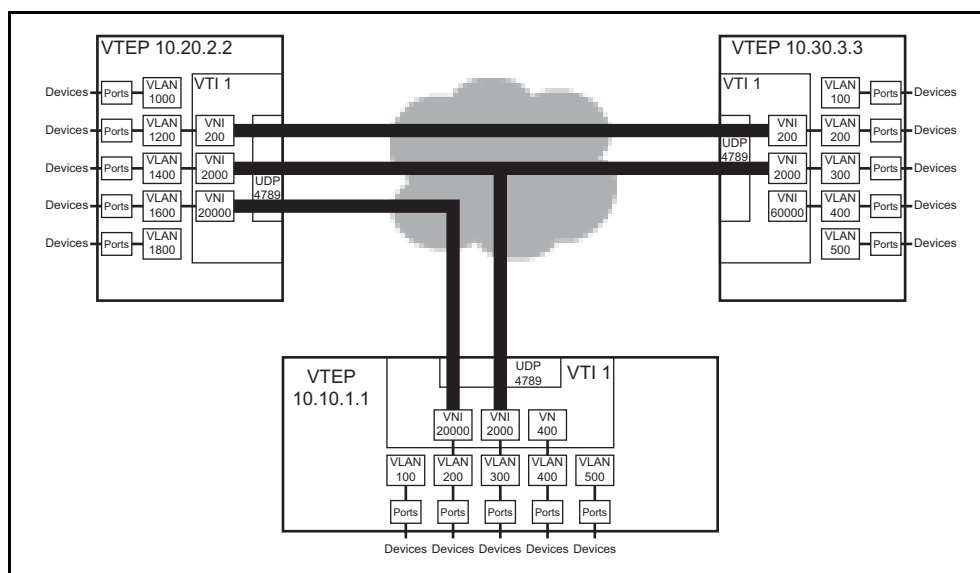 VTEP 10.20.2.2
VTI 1
Devices
Ports
VLAN
1000
Devices
Ports
VLAN
1200
VNI
200
Devices
Ports
VLAN
1400
VNI
2000
UDP
4789
Devices
Ports
VLAN
1600
VNI
20000
Devices
Ports
VLAN
1800
VTEP 10.30.3.3
VTI 1
VLAN
100
Ports
Devices
UDP
4789
VNI
200
VLAN
200
Ports
Devices
VNI
2000
VLAN
300
Ports
Devices
VNI
60000
VLAN
400
Ports
Devices
VLAN
500
Ports
Devices
VTEP
10.10.1.1
UDP
4789
VTI 1
VNI
20000
VNI
2000
VN
400
VLAN
100
VLAN
200
VLAN
300
VLAN
400
VLAN
500
Ports
Ports
Ports
Ports
Ports
Devices Devices Devices Devices Devices